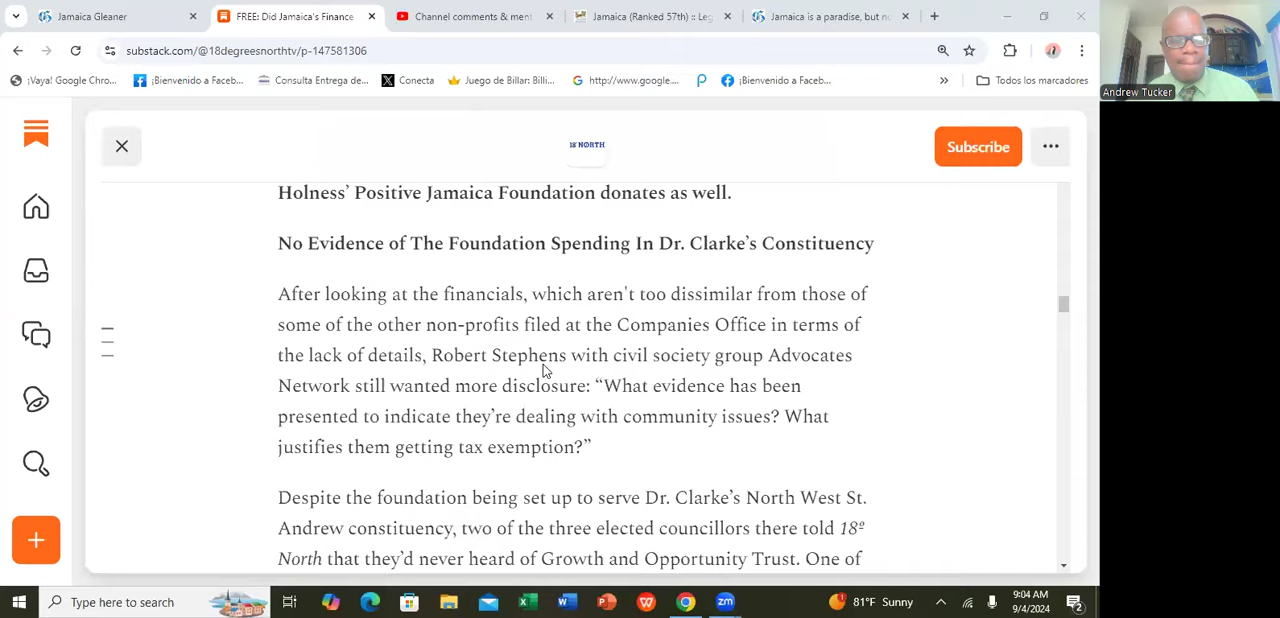 Jamaica Gleaner
FREE: Did Jamaica's Finance
Channel comments & ment
Jamaica (Ranked 57th) :: Leg
Jamaica is a paradise, but no
substack.com/@18degreesnorthtv/p-147581306
¡Vaya! Google Chro...
¡Bienvenido a Faceb...
Consulta Entrega de...
Conecta
Juego de Billar: Billi...
http://www.google....
¡Bienvenido a Faceb...
Todos los marcadores
Andrew Tucker
18° NORTH
Subscribe
Holness' Positive Jamaica Foundation donates as well.
No Evidence of The Foundation Spending In Dr. Clarke's Constituency
After looking at the financials, which aren't too dissimilar from those of
some of the other non-profits filed at the Companies Office in terms of
the lack of details, Robert Stephens with civil society group Advocates
Network still wanted more disclosure: “What evidence has been
presented to indicate they’re dealing with community issues? What
justifies them getting tax exemption?”
Despite the foundation being set up to serve Dr. Clarke’s North West St.
Andrew constituency, two of the three elected councillors there told 18º
North that they’d never heard of Growth and Opportunity Trust. One of
Type here to search
81°F Sunny
9:04 AM
9/4/2024
2